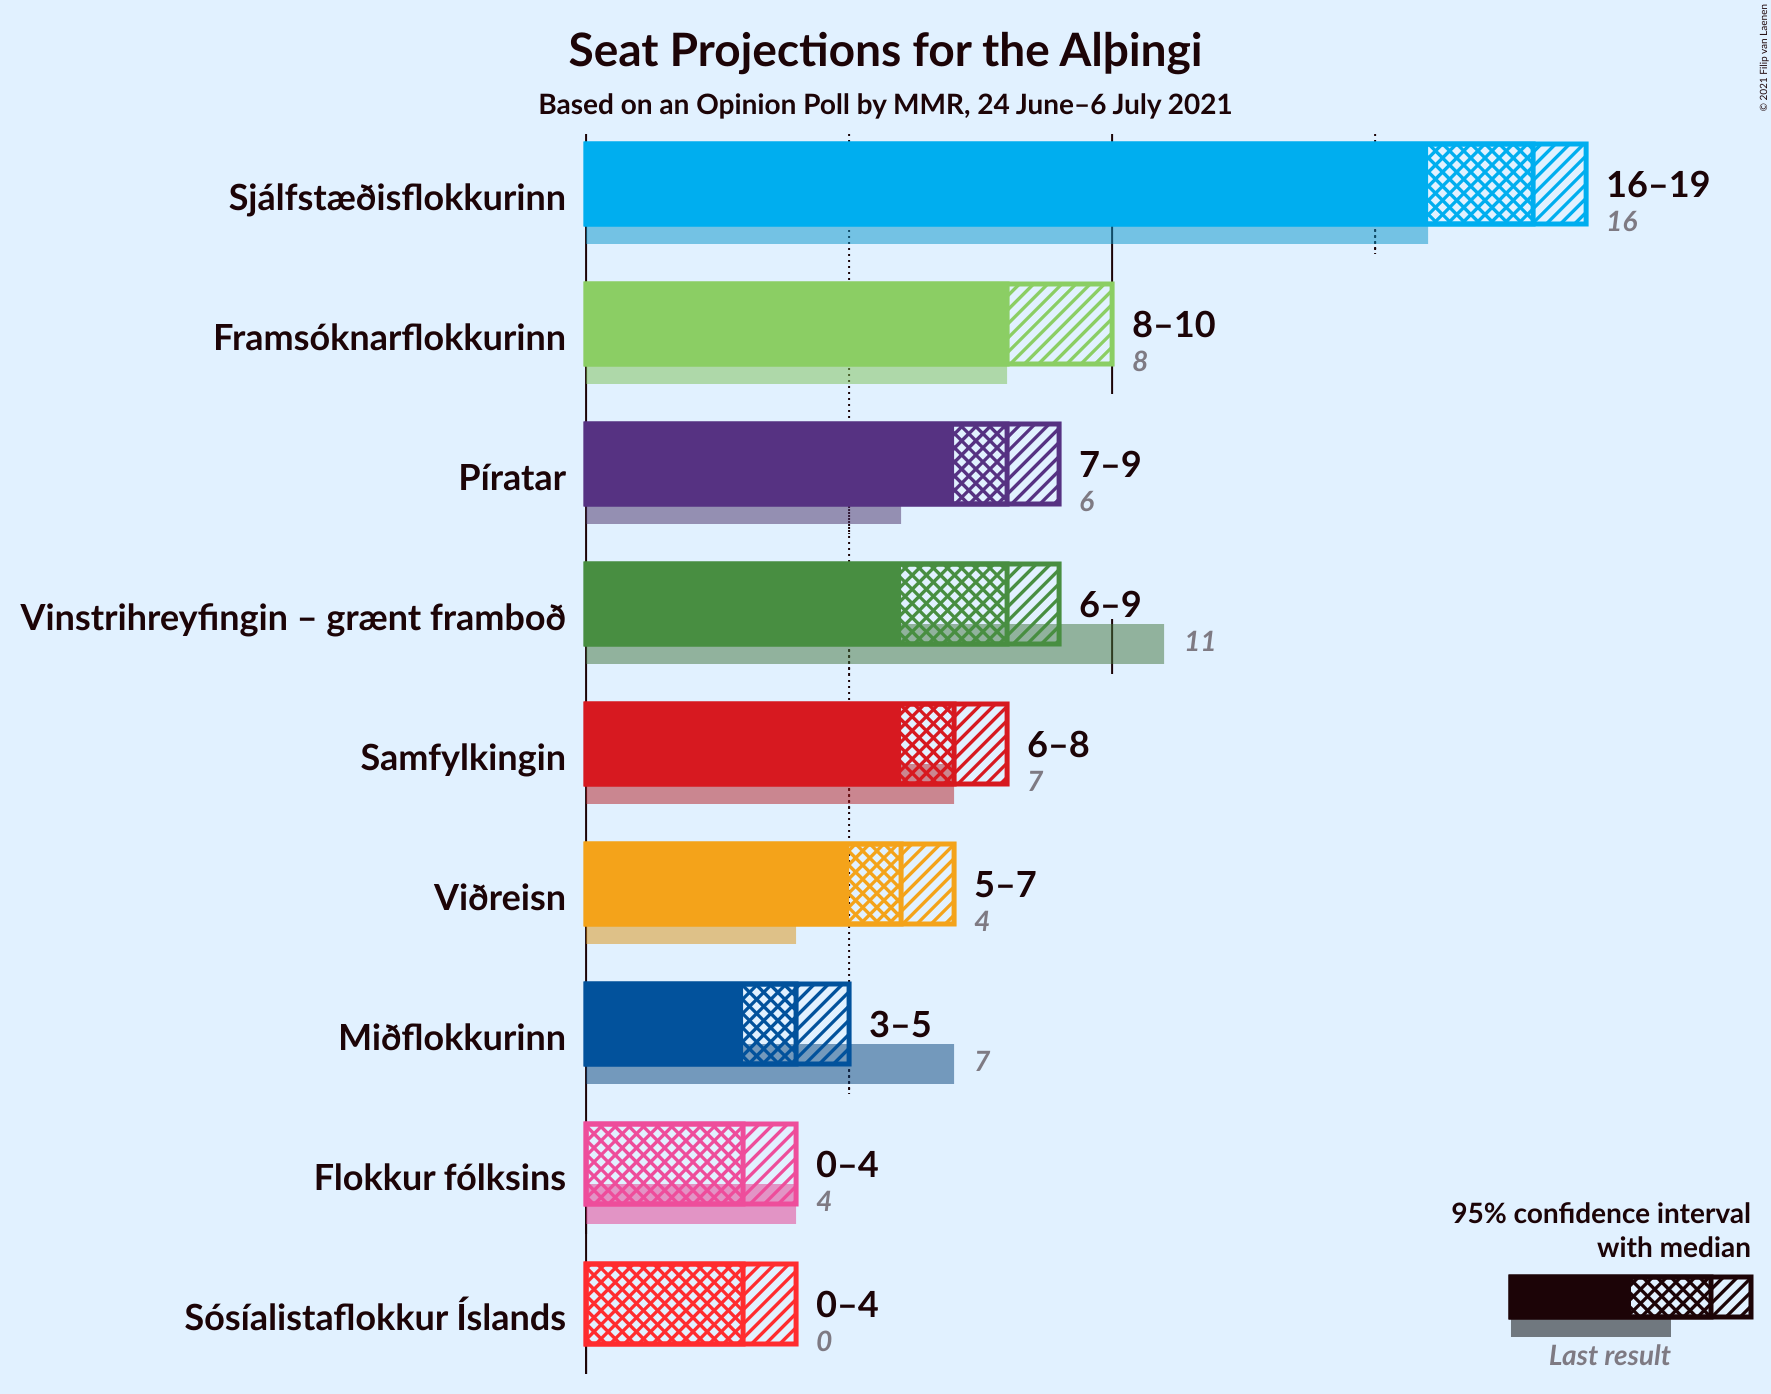 Seat Projections for the Alþingi
Based on an Opinion Poll by MMR, 24 June–6 July 2021
© 2021 Filip van Laenen
Sjálfstæðisflokkurinn
16–19
16
Framsóknarflokkurinn
8–10
8
Píratar
7–9
6
Vinstrihreyfingin – grænt framboð
6–9
11
Samfylkingin
6–8
7
Viðreisn
5–7
4
Miðflokkurinn
3–5
7
Flokkur fólksins
0–4
4
Sósíalistaflokkur Íslands
0–4
0
95% confidence interval
with median
Last result